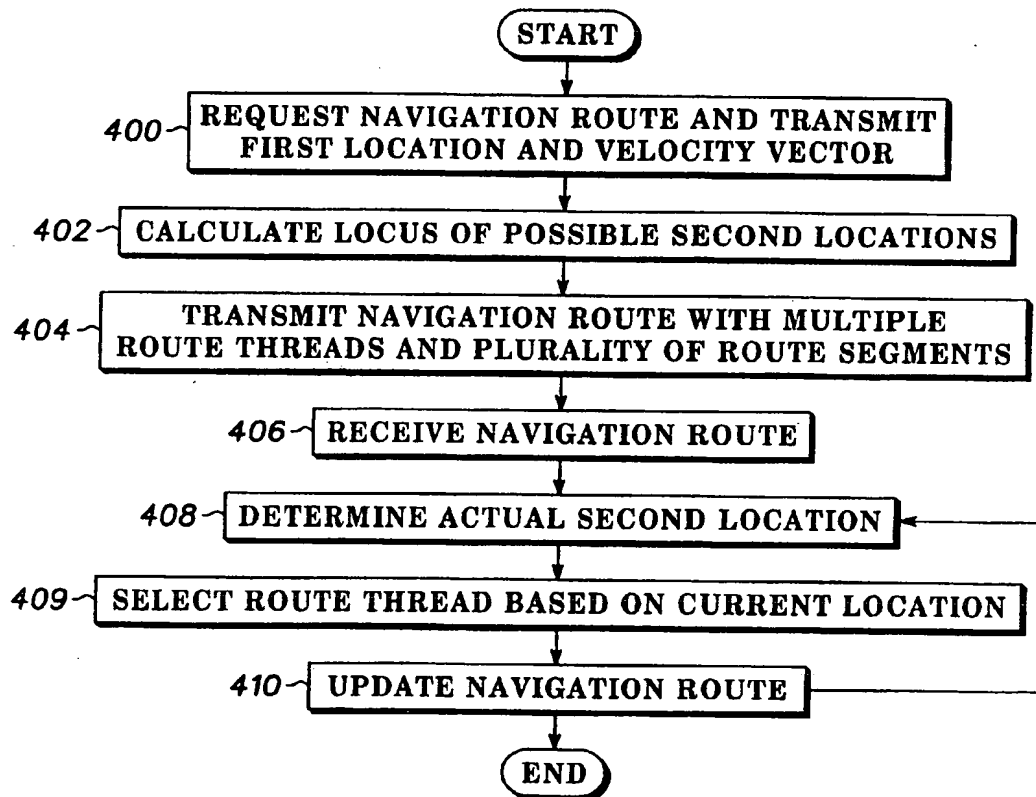 START
400 REQUEST NAVIGATION ROUTE AND TRANSMIT
FIRST LOCATION AND VELOCITY VECTOR
402 CALCULATE LOCUS OF POSSIBLE SECOND LOCATIONS
404 TRANSMIT NAVIGATION ROUTE WITH MULTIPLE
ROUTE THREADS AND PLURALITY OF ROUTE SEGMENTS
406 RECEIVE NAVIGATION ROUTE
408 DETERMINE ACTUAL SECOND LOCATION
409 SELECT ROUTE THREAD BASED ON CURRENT LOCATION
410 UPDATE NAVIGATION ROUTE
END